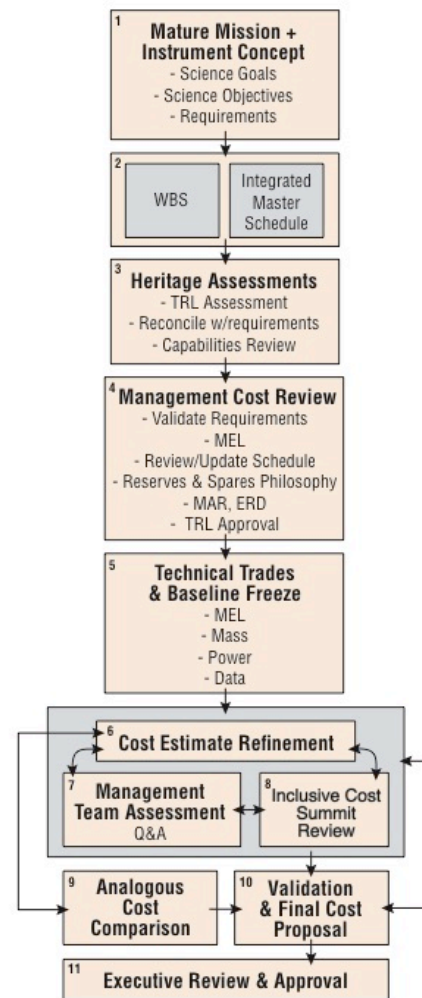 1
Mature Mission +
Instrument Concept
- Science Goals
- Science Objectives
- Requirements
2
WBS
Integrated
Master
Schedule
3
Heritage Assessments
- TRL Assessment
- Reconcile w/requirements
- Capabilities Review
4
Management Cost Review
- Validate Requirements
- MEL
- Review/Update Schedule
- Reserves & Spares Philosophy
- MAR, ERD
- TRL Approval
5
Technical Trades
& Baseline Freeze
- MEL
- Mass
- Power
- Data
6
Cost Estimate Refinement
7
Management
Team Assessment
Q&A
8
Inclusive Cost
Summit
Review
9
Analogous
Cost
Comparison
10
Validation
& Final Cost
Proposal
11
Executive Review & Approval